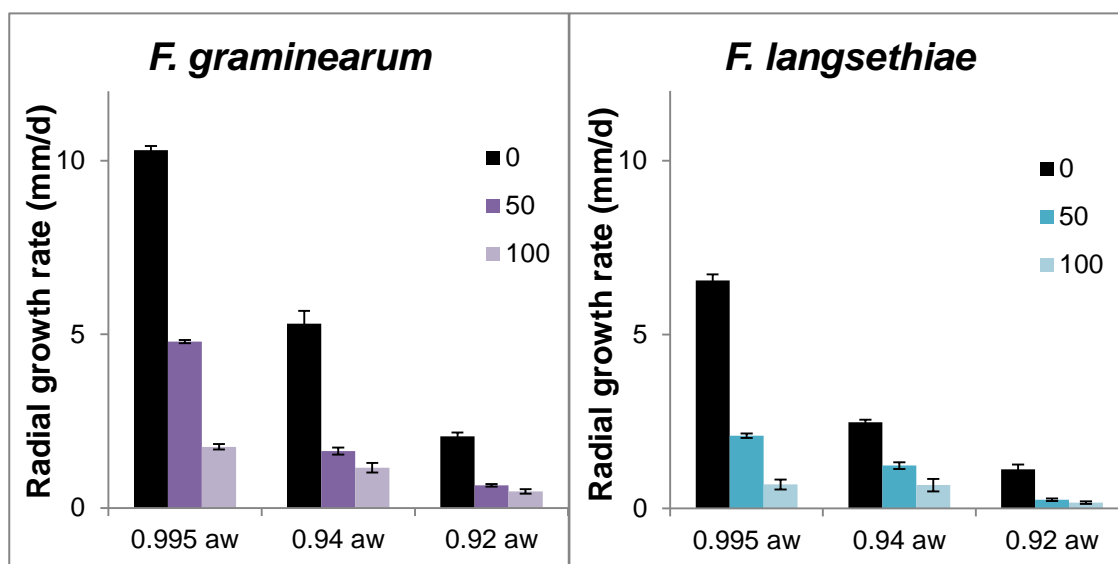 F. graminearum
Radial growth rate (mm/d)
10
5
0
0
50
100
0.995 aw
0.94 aw
0.92 aw
F. langsethiae
Radial growth rate (mm/d)
10
5
0
0
50
100
0.995 aw
0.94 aw
0.92 aw